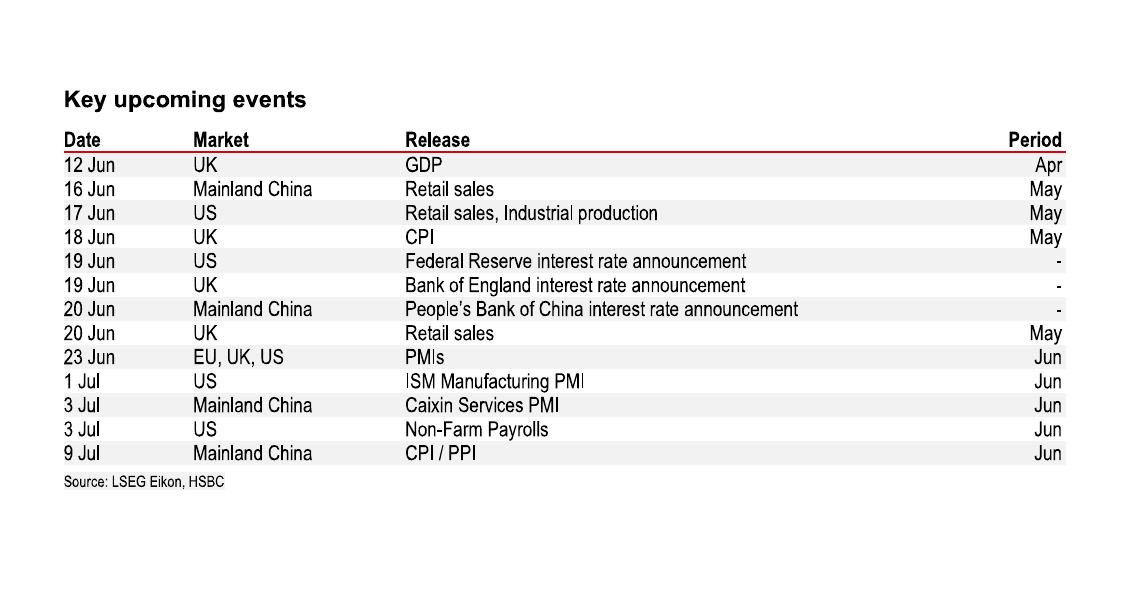 Key upcoming events
Date Market Release Period
12 Jun UK GDP Apr
16 Jun Mainland China Retail sales May
17 Jun US Retail sales, Industrial production May
18 Jun UK CPI May
19 Jun US Federal Reserve interest rate announcement -
19 Jun UK Bank of England interest rate announcement -
20 Jun Mainland China People’s Bank of China interest rate announcement -
20 Jun UK Retail sales May
23 Jun EU, UK, US PMIs Jun
1 Jul US ISM Manufacturing PMI Jun
3 Jul Mainland China Caixin Services PMI Jun
3 Jul US Non-Farm Payrolls Jun
9 Jul Mainland China CPI / PPI Jun
Source: LSEG Eikon, HSBC